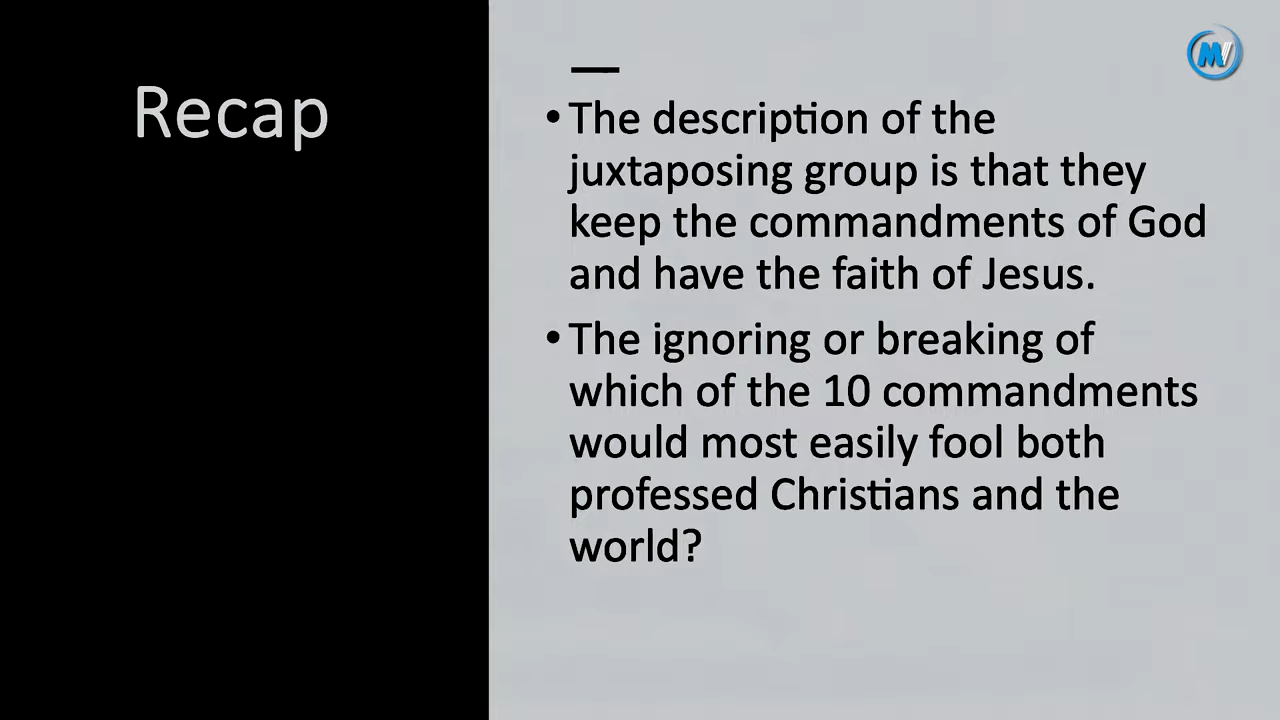 Recap
• The description of the
juxtaposing group is that they
keep the commandments of God
and have the faith of Jesus.
• The ignoring or breaking of
which of the 10 commandments
would most easily fool both
professed Christians and the
world?